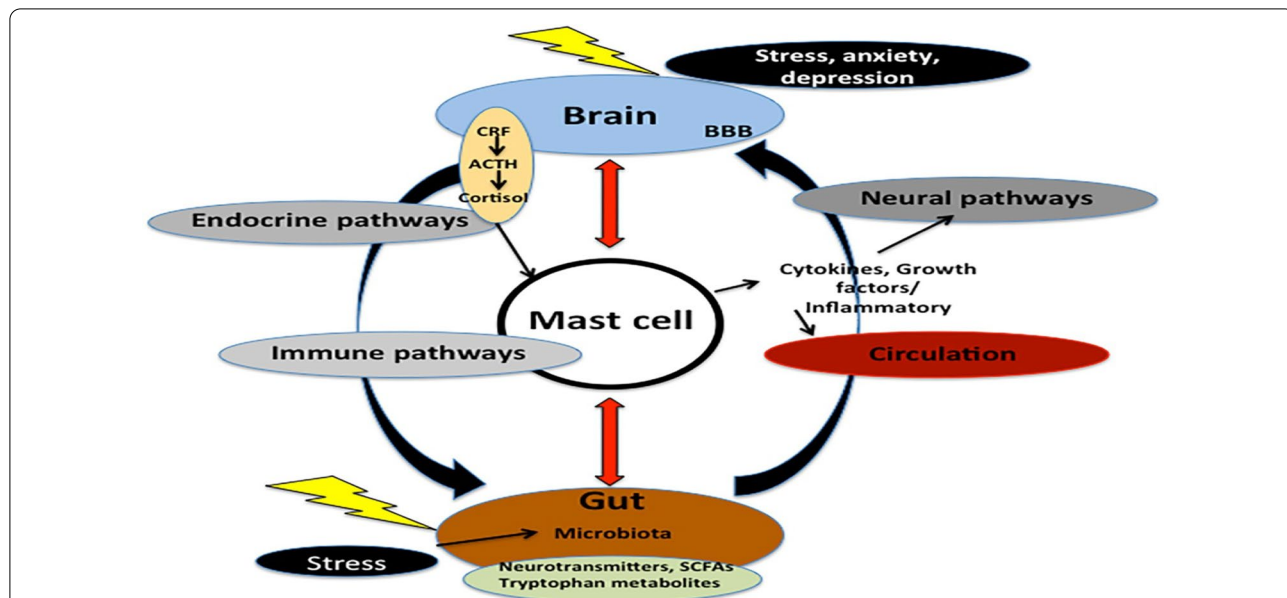 Stress, anxiety,
depression
Brain
BBB
CRF
ACTH
Cortisol
Endocrine pathways
Neural pathways
Cytokines, Growth
factors/
Inflammatory
Mast cell
Immune pathways
Circulation
Gut
Microbiota
Stress
Neurotransmitters, SCFAs
Tryptophan metabolites